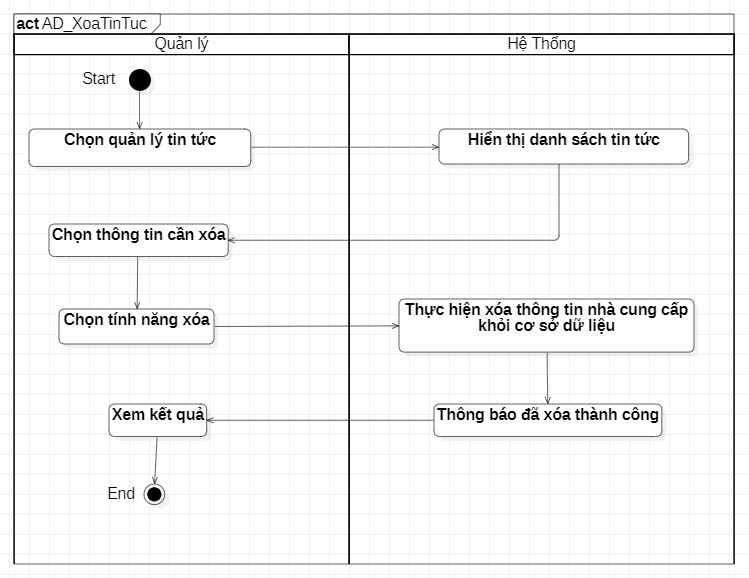 act AD_XoaTinTuc
Quản lý
Hệ Thống
Start
Chọn quản lý tin tức
Hiển thị danh sách tin tức
Chọn thông tin cần xóa
Chọn tính năng xóa
Thực hiện xóa thông tin nhà cung cấp
khỏi cơ sở dữ liệu
Xem kết quả
Thông báo đã xóa thành công
End